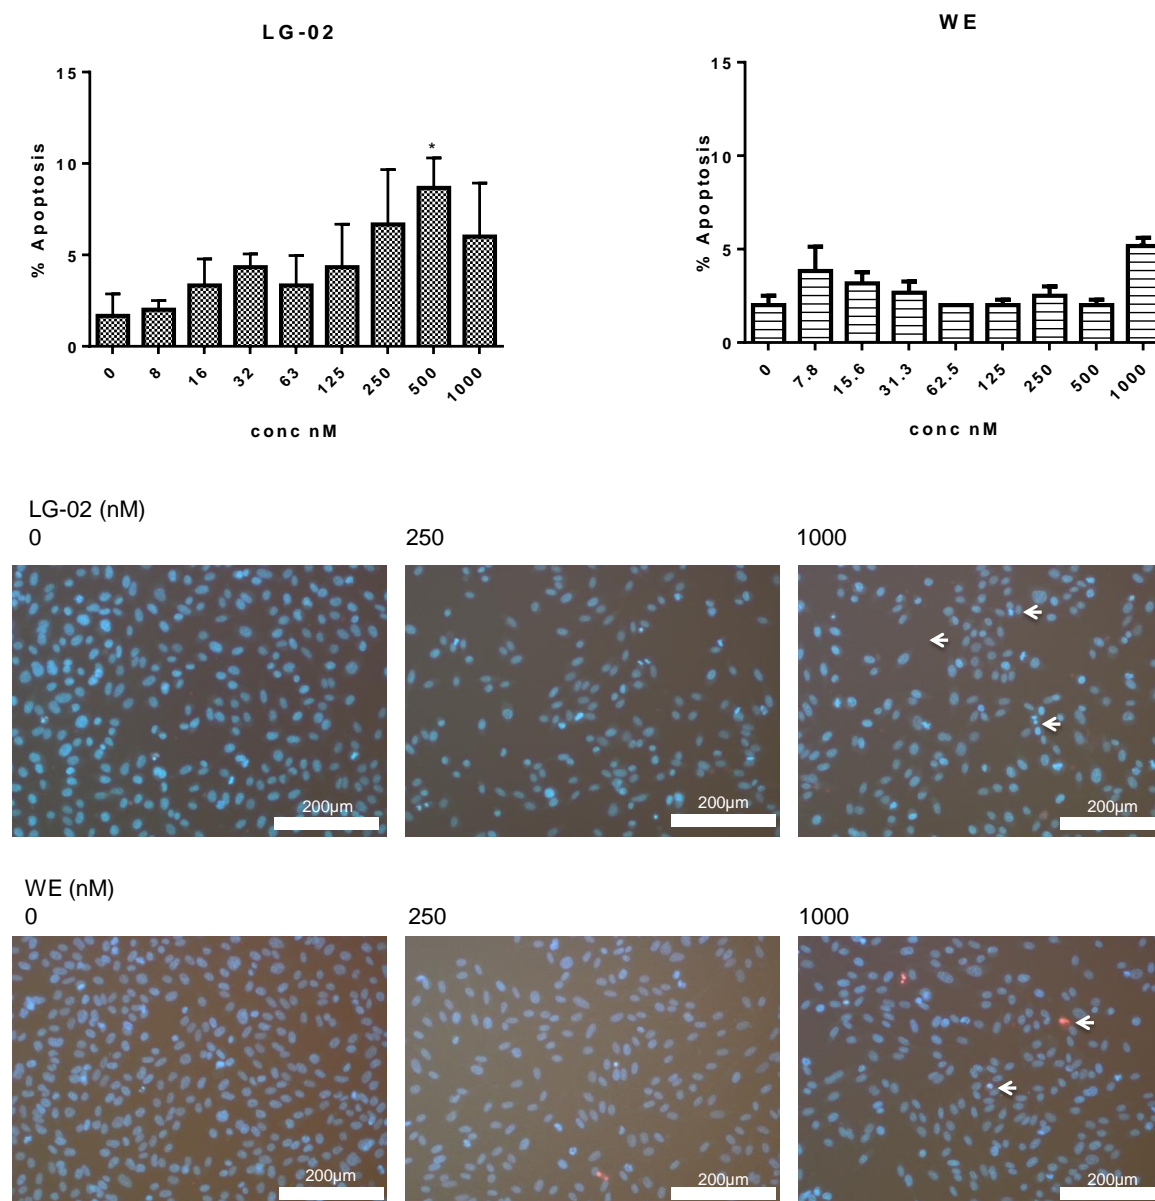 LG-02
WE
15
10
5
0
% Apoptosis
0 8 16 32 63 125 250 500 1000
*
conc nM
15
10
5
0
% Apoptosis
0 7.8 15.6 31.3 62.5 125 250 500 1000
conc nM
LG-02 (nM)
0 250 1000
200µm 200µm 200µm
WE (nM)
0 250 1000
200µm 200µm 200µm